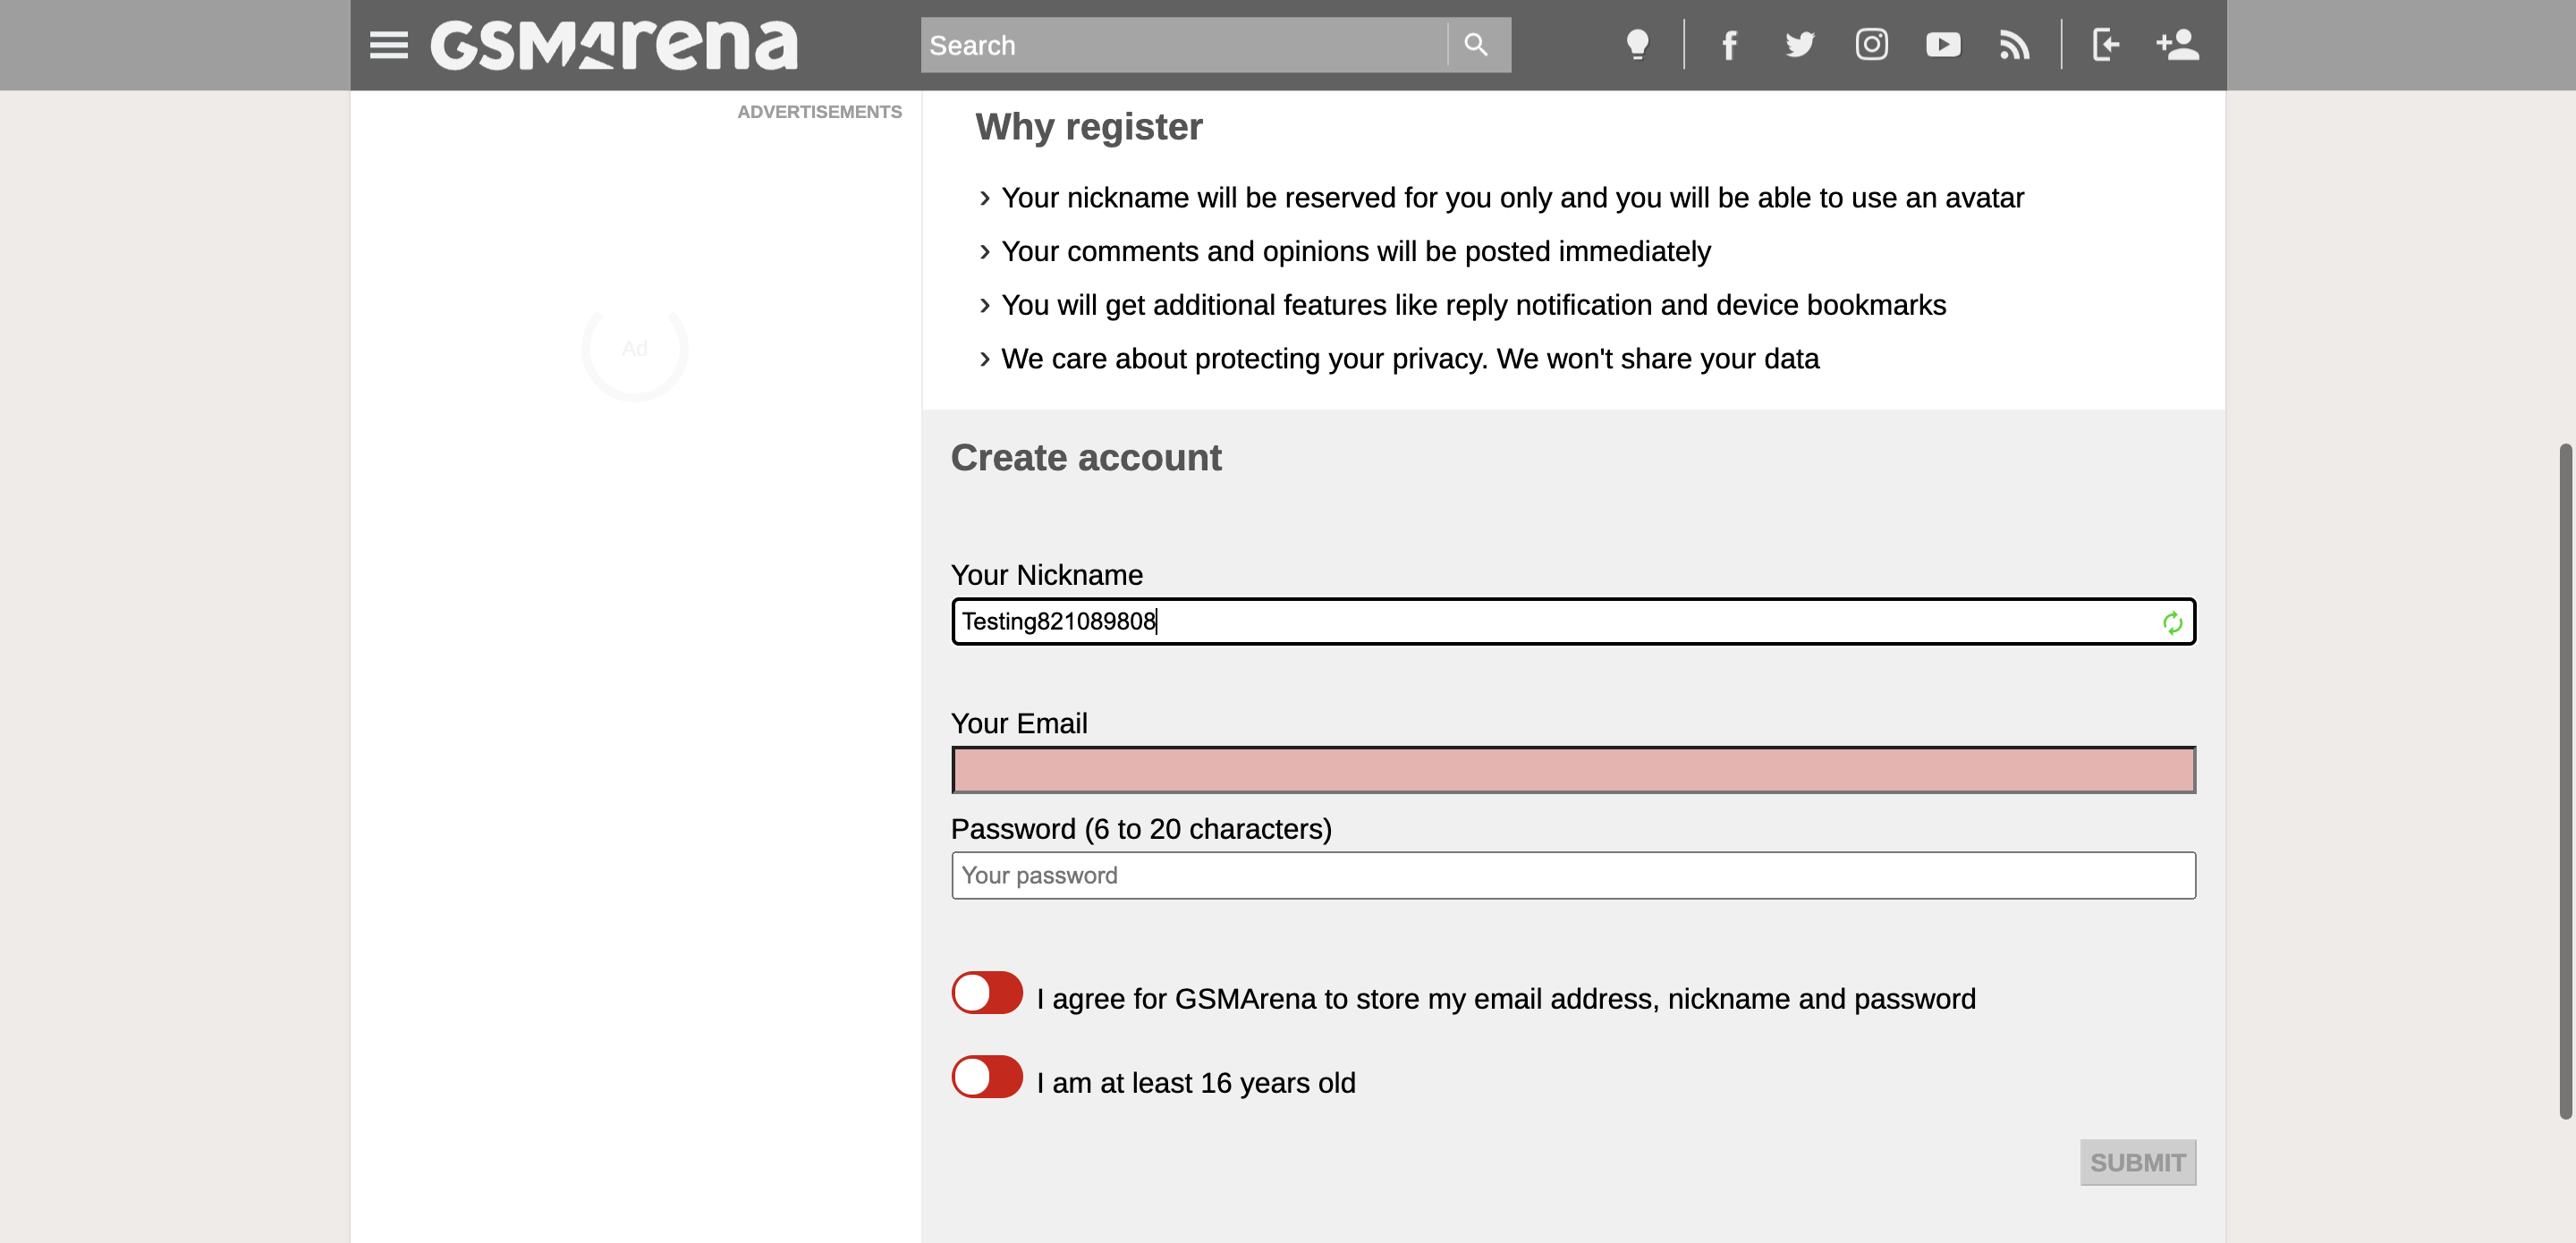 GSMArena
Search
ADVERTISEMENTS
Ad
Why register
› Your nickname will be reserved for you only and you will be able to use an avatar
› Your comments and opinions will be posted immediately
› You will get additional features like reply notification and device bookmarks
› We care about protecting your privacy. We won't share your data
Create account
Your Nickname
Testing821089808
Your Email
Password (6 to 20 characters)
Your password
I agree for GSMArena to store my email address, nickname and password
I am at least 16 years old
SUBMIT